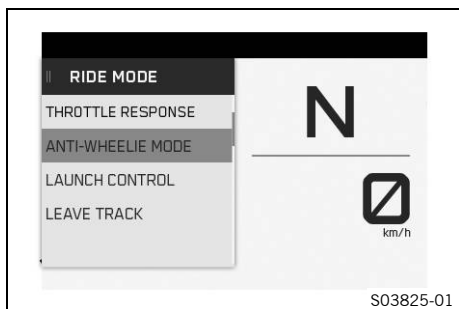 RIDE MODE
THROTTLE RESPONSE
ANTI-WHEELIE MODE
LAUNCH CONTROL
LEAVE TRACK
N
0
km/h
S03825-01